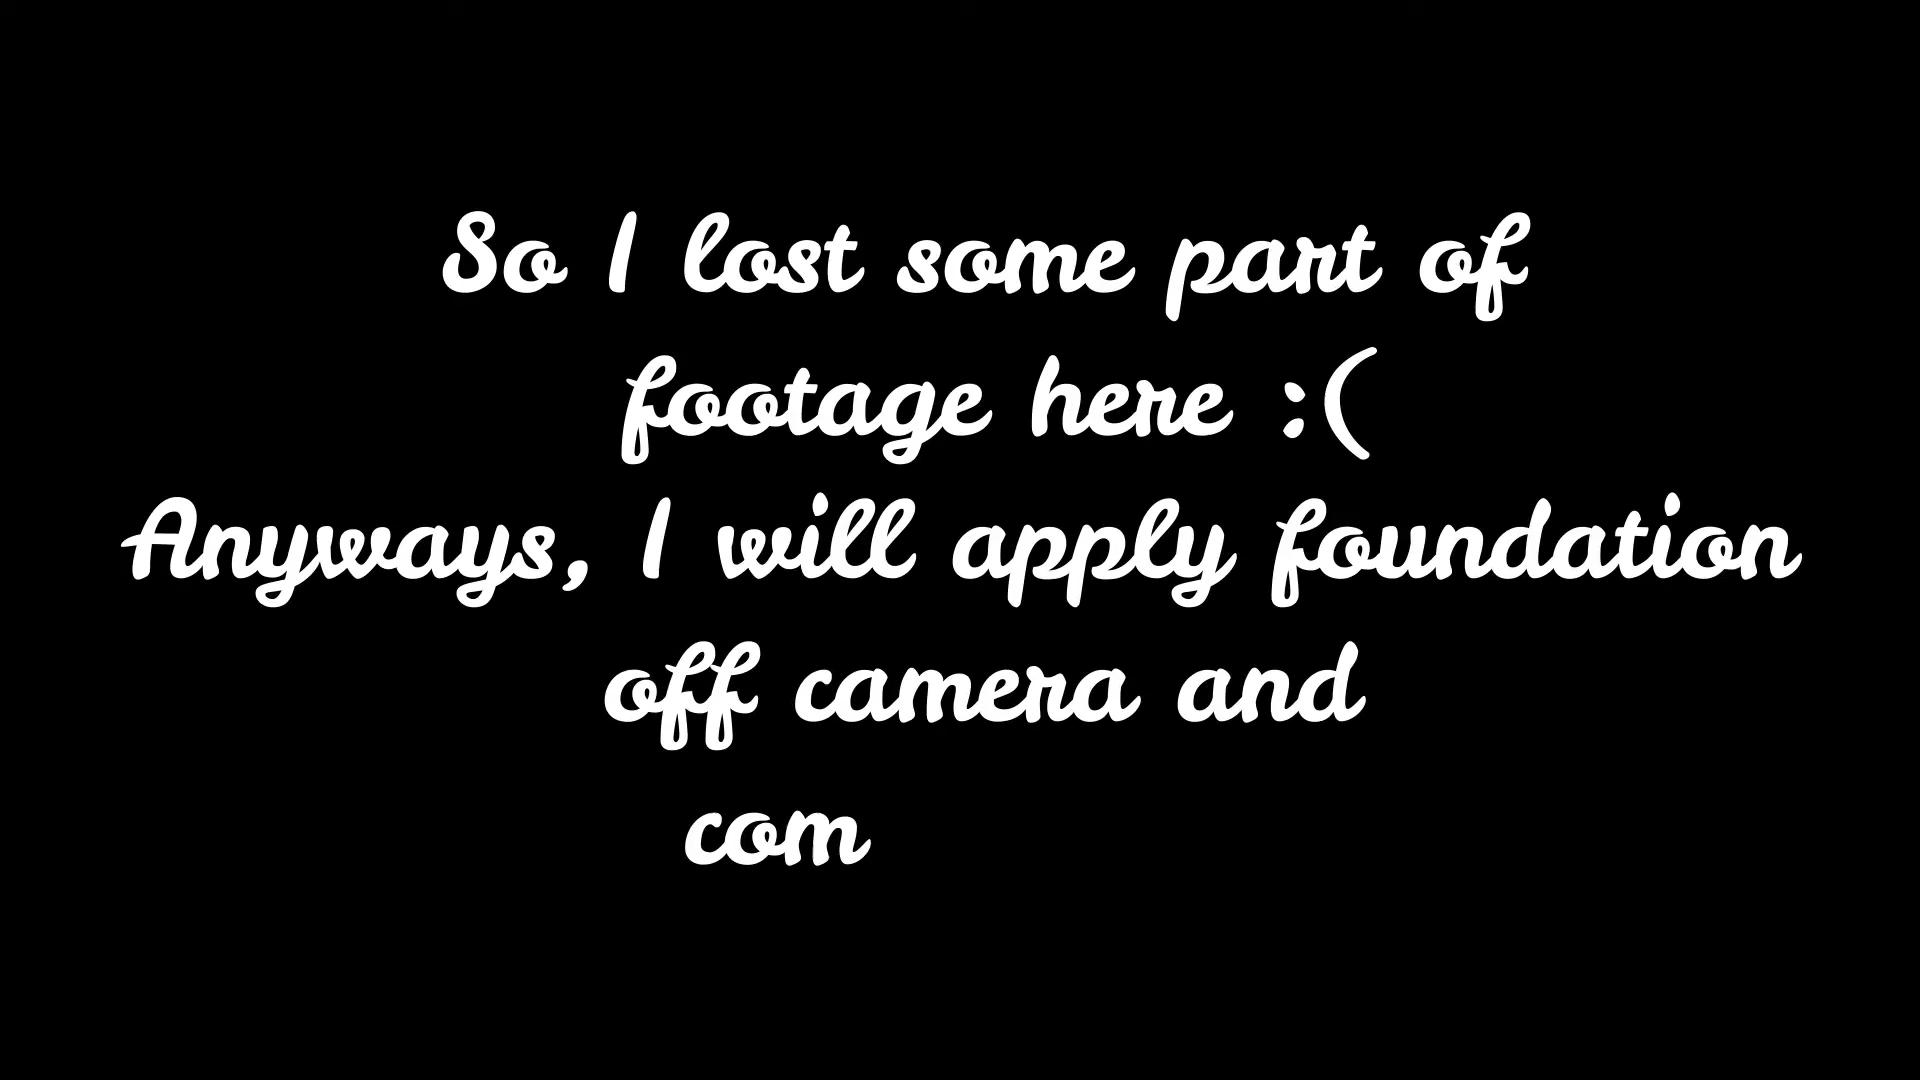 So I lost some part of
footage here :(
Anyways, I will apply foundation
off camera and
com